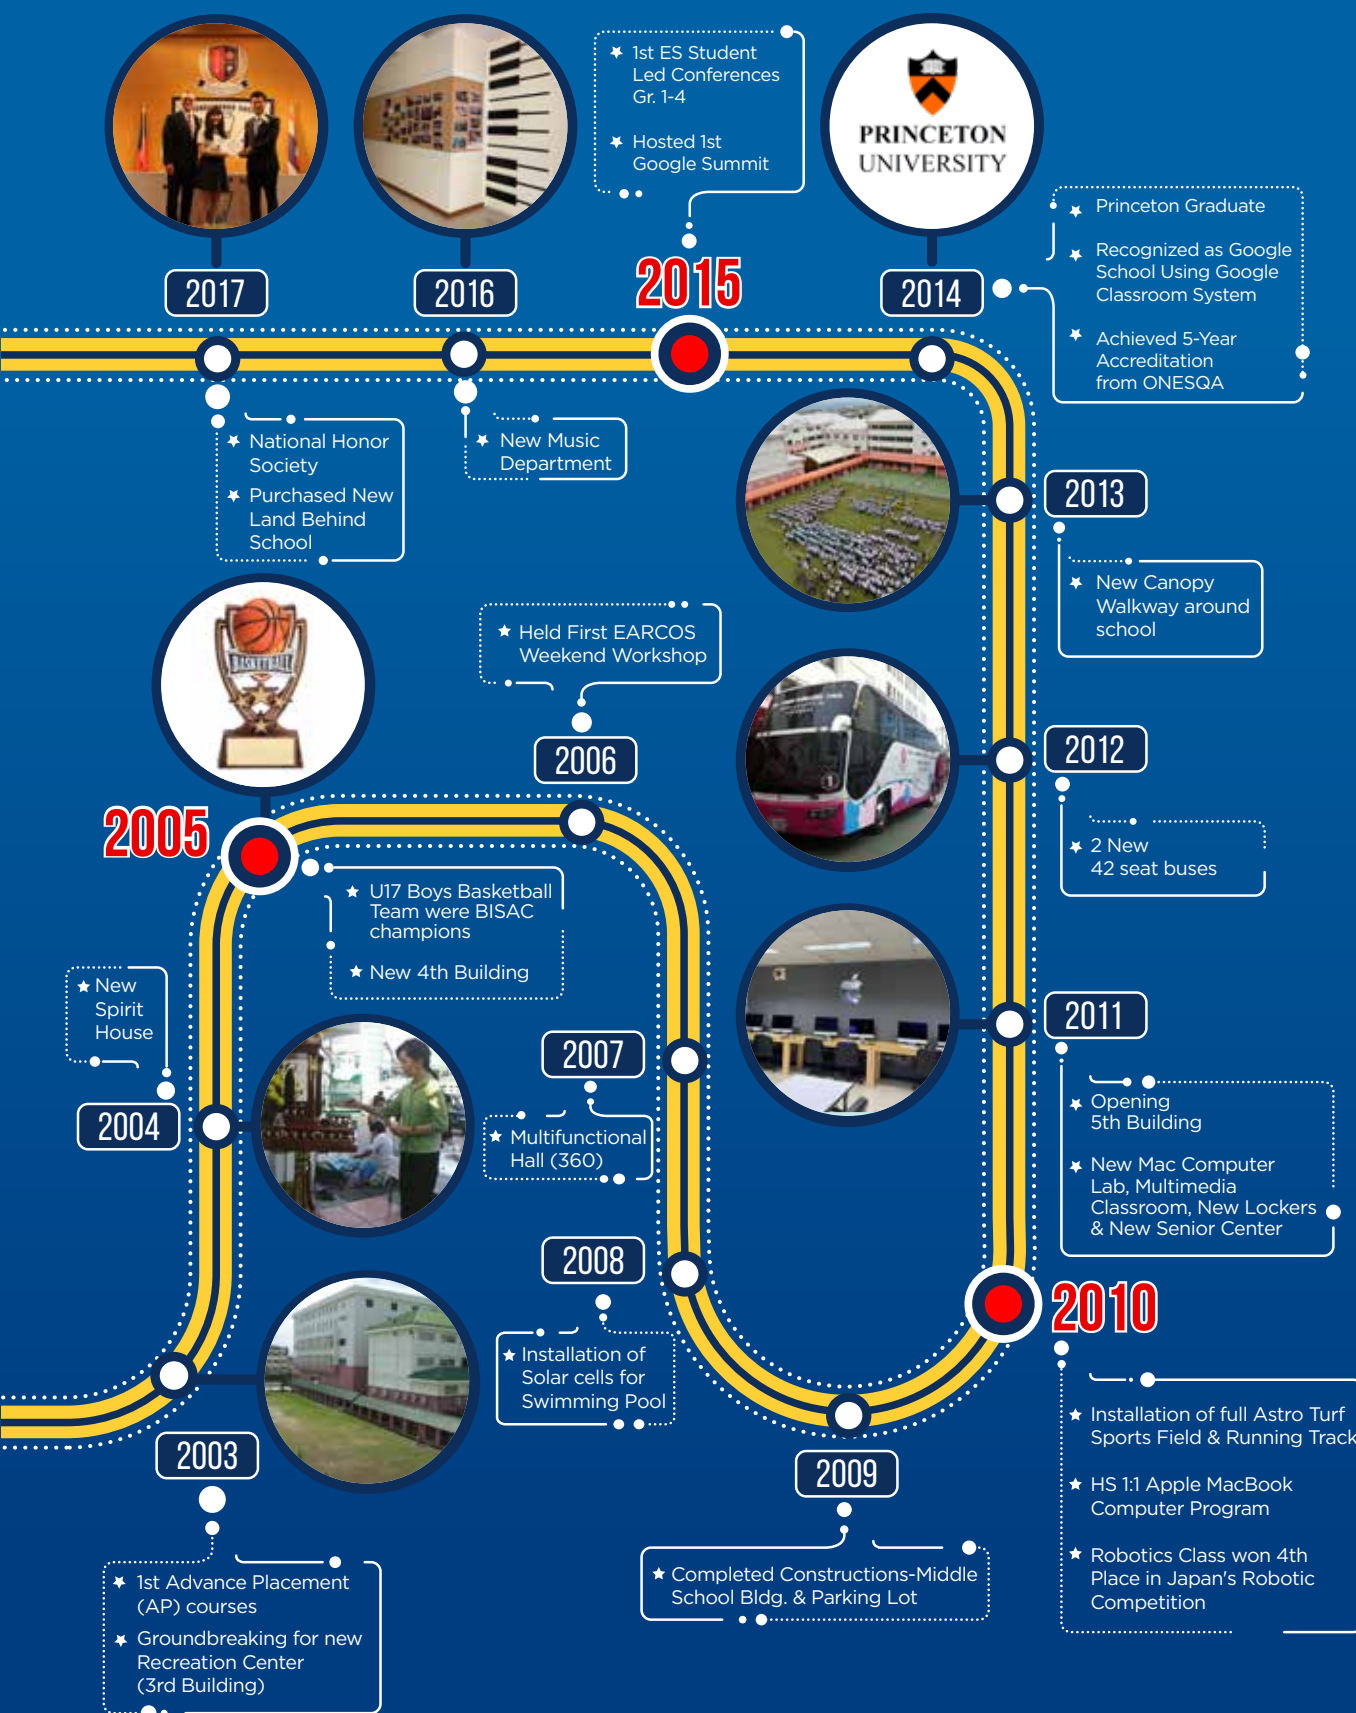 1st ES Student
Led Conferences
Gr. 1-4
Hosted 1st
Google Summit
PRINCETON
UNIVERSITY
Princeton Graduate
Recognized as Google
School Using Google
Classroom System
Achieved 5-Year
Accreditation
from ONESQA
2017
2016
2015
2014
National Honor
Society
Purchased New
Land Behind
School
New Music
Department
2013
New Canopy
Walkway around
school
Held First EARCOS
Weekend Workshop
2006
2012
2 New
42 seat buses
2005
U17 Boys Basketball
Team were BISAC
champions
New 4th Building
New
Spirit
House
2004
2007
Multifunctional
Hall (360)
2011
Opening
5th Building
New Mac Computer
Lab, Multimedia
Classroom, New Lockers
& New Senior Center
2008
Installation of
Solar cells for
Swimming Pool
2010
Installation of full Astro Turf
Sports Field & Running Track
HS 1:1 Apple MacBook
Computer Program
Robotics Class won 4th
Place in Japan's Robotic
Competition
2003
1st Advance Placement
(AP) courses
Groundbreaking for new
Recreation Center
(3rd Building)
2009
Completed Constructions-Middle
School Bldg. & Parking Lot